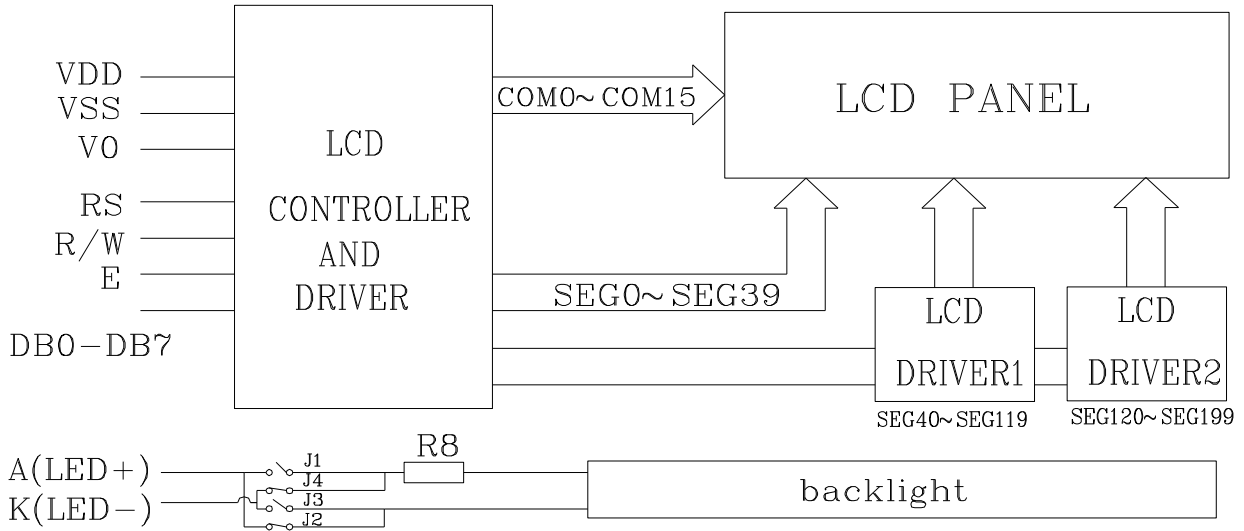 VDD
VSS
V0
RS
R/W
E
DB0-DB7
LCD
CONTROLLER
AND
DRIVER
COM0~COM15
SEG0~SEG39
LCD PANEL
LCD
DRIVER1
SEG40~SEG119
LCD
DRIVER2
SEG120~SEG199
A(LED+)
K(LED-)
J1
J4
J3
J2
R8
backlight